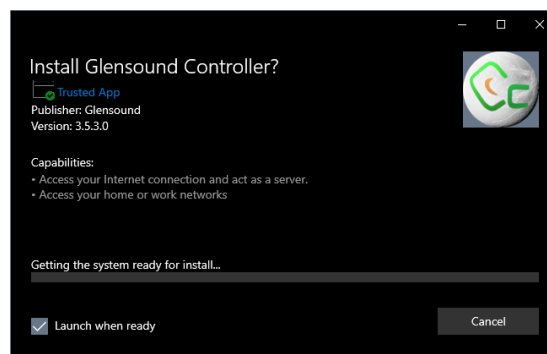 Install Glensound Controller?
Trusted App
Publisher: Glensound
Version: 3.5.3.0
Capabilities:
• Access your Internet connection and act as a server.
• Access your home or work networks
Getting the system ready for install...
Launch when ready
Cancel